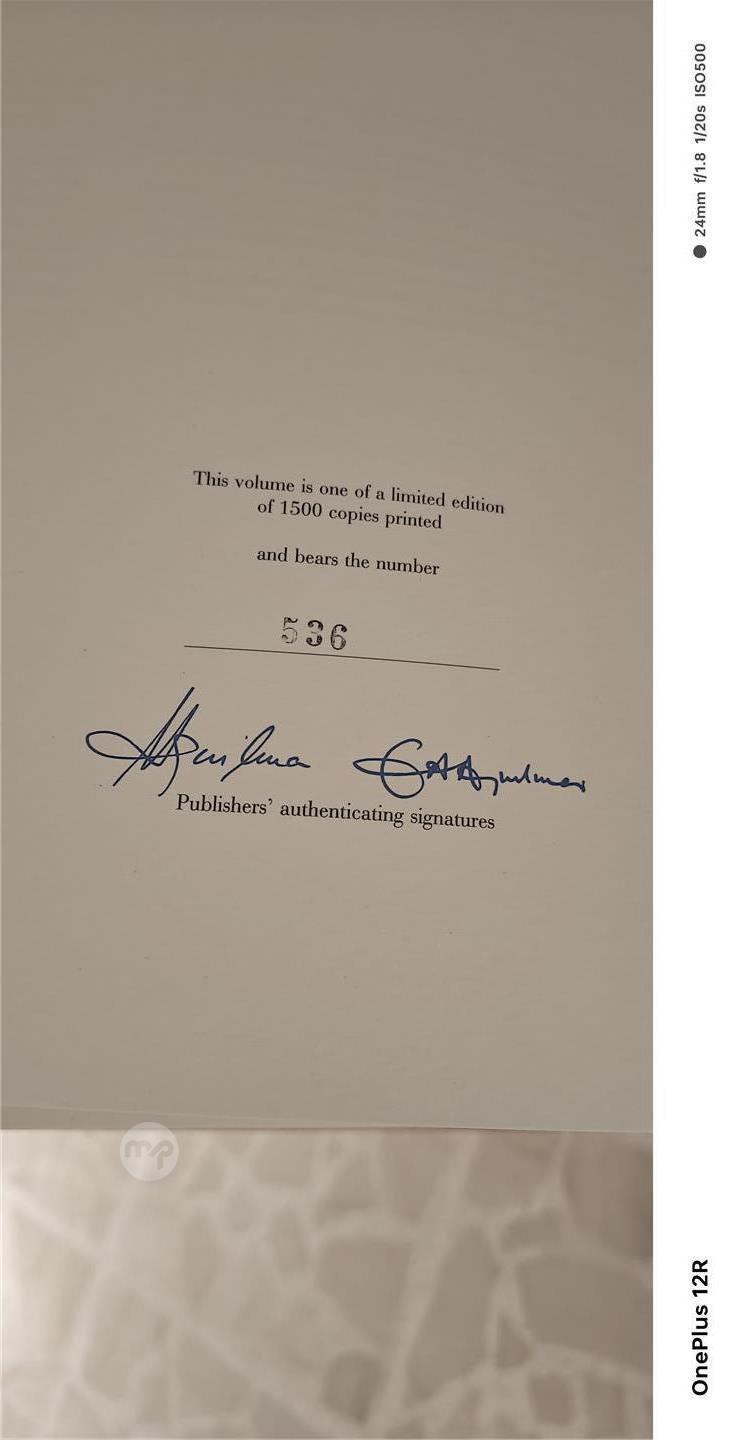 This volume is one of a limited edition
of 1500 copies printed
and bears the number
536
Publishers' authenticating signatures
mp
24mm f/1.8 1/20s ISO500
OnePlus 12R